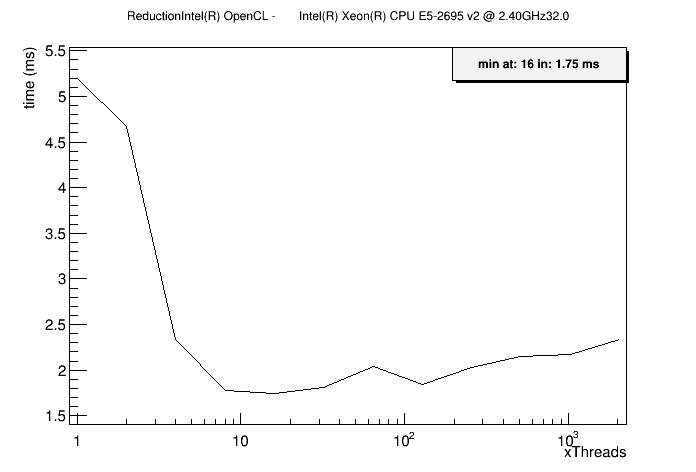 ReductionIntel(R) OpenCL - Intel(R) Xeon(R) CPU E5-2695 v2 @ 2.40GHz32.0
min at: 16 in: 1.75 ms
time (ms)
5.5
5
4.5
4
3.5
3
2.5
2
1.5
1 10 10² 10³
xThreads